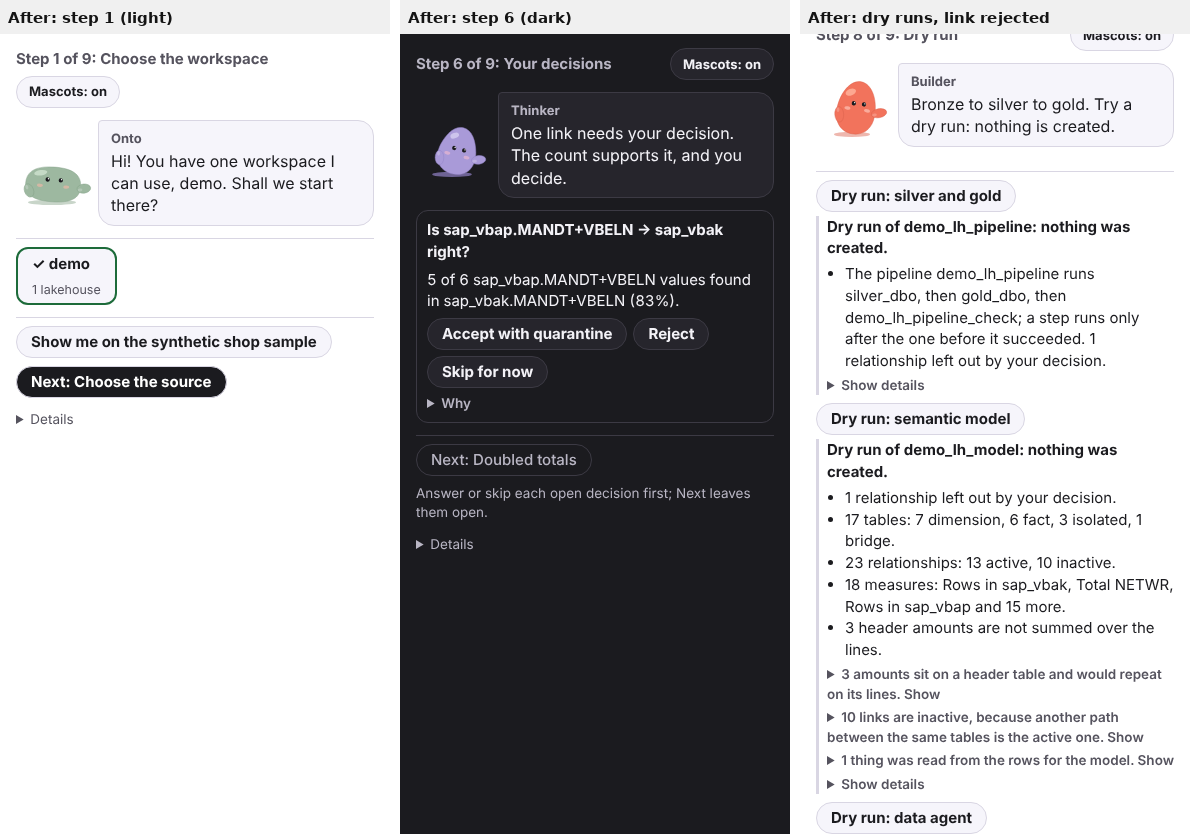 After: step 1 (light)
Step 1 of 9: Choose the workspace
Mascots: on
Onto
Hi! You have one workspace I
can use, demo. Shall we start
there?
✓ demo
1 lakehouse
Show me on the synthetic shop sample
Next: Choose the source
Details
After: step 6 (dark)
Step 6 of 9: Your decisions
Mascots: on
Thinker
One link needs your decision.
The count supports it, and you
decide.
Is sap_vbap.MANDT+VBELN → sap_vbak
right?
5 of 6 sap_vbap.MANDT+VBELN values found
in sap_vbak.MANDT+VBELN (83%).
Accept with quarantine
Reject
Skip for now
Why
Next: Doubled totals
Answer or skip each open decision first; Next leaves
them open.
Details
After: dry runs, link rejected
Step 8 of 9: Dry run
Mascots: on
Builder
Bronze to silver to gold. Try a
dry run: nothing is created.
Dry run: silver and gold
Dry run of demo_lh_pipeline: nothing was
created.
• The pipeline demo_lh_pipeline runs
silver_dbo, then gold_dbo, then
demo_lh_pipeline_check; a step runs only
after the one before it succeeded. 1
relationship left out by your decision.
Show details
Dry run: semantic model
Dry run of demo_lh_model: nothing was
created.
• 1 relationship left out by your decision.
• 17 tables: 7 dimension, 6 fact, 3 isolated, 1
bridge.
• 23 relationships: 13 active, 10 inactive.
• 18 measures: Rows in sap_vbak, Total NETWR,
Rows in sap_vbap and 15 more.
• 3 header amounts are not summed over the
lines.
3 amounts sit on a header table and would repeat
on its lines. Show
10 links are inactive, because another path
between the same tables is the active one. Show
1 thing was read from the rows for the model. Show
Show details
Dry run: data agent